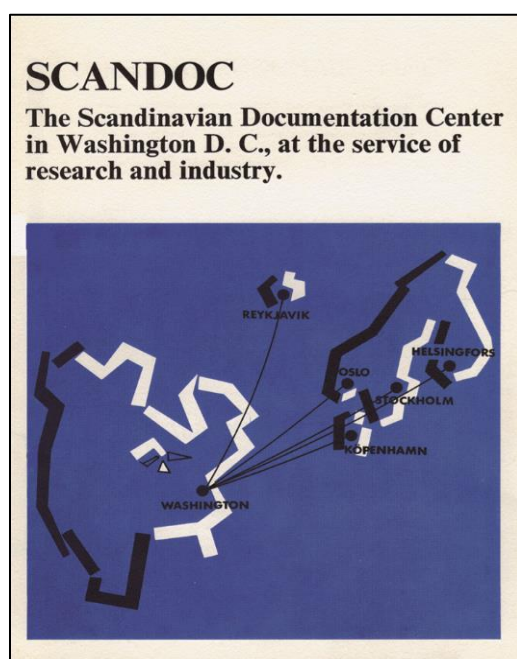 SCANDOC
The Scandinavian Documentation Center
in Washington D. C., at the service of
research and industry.
REYKJAVIK
HELSINGFORS
OSLO
STOCKHOLM
KÖPENHAMN
WASHINGTON